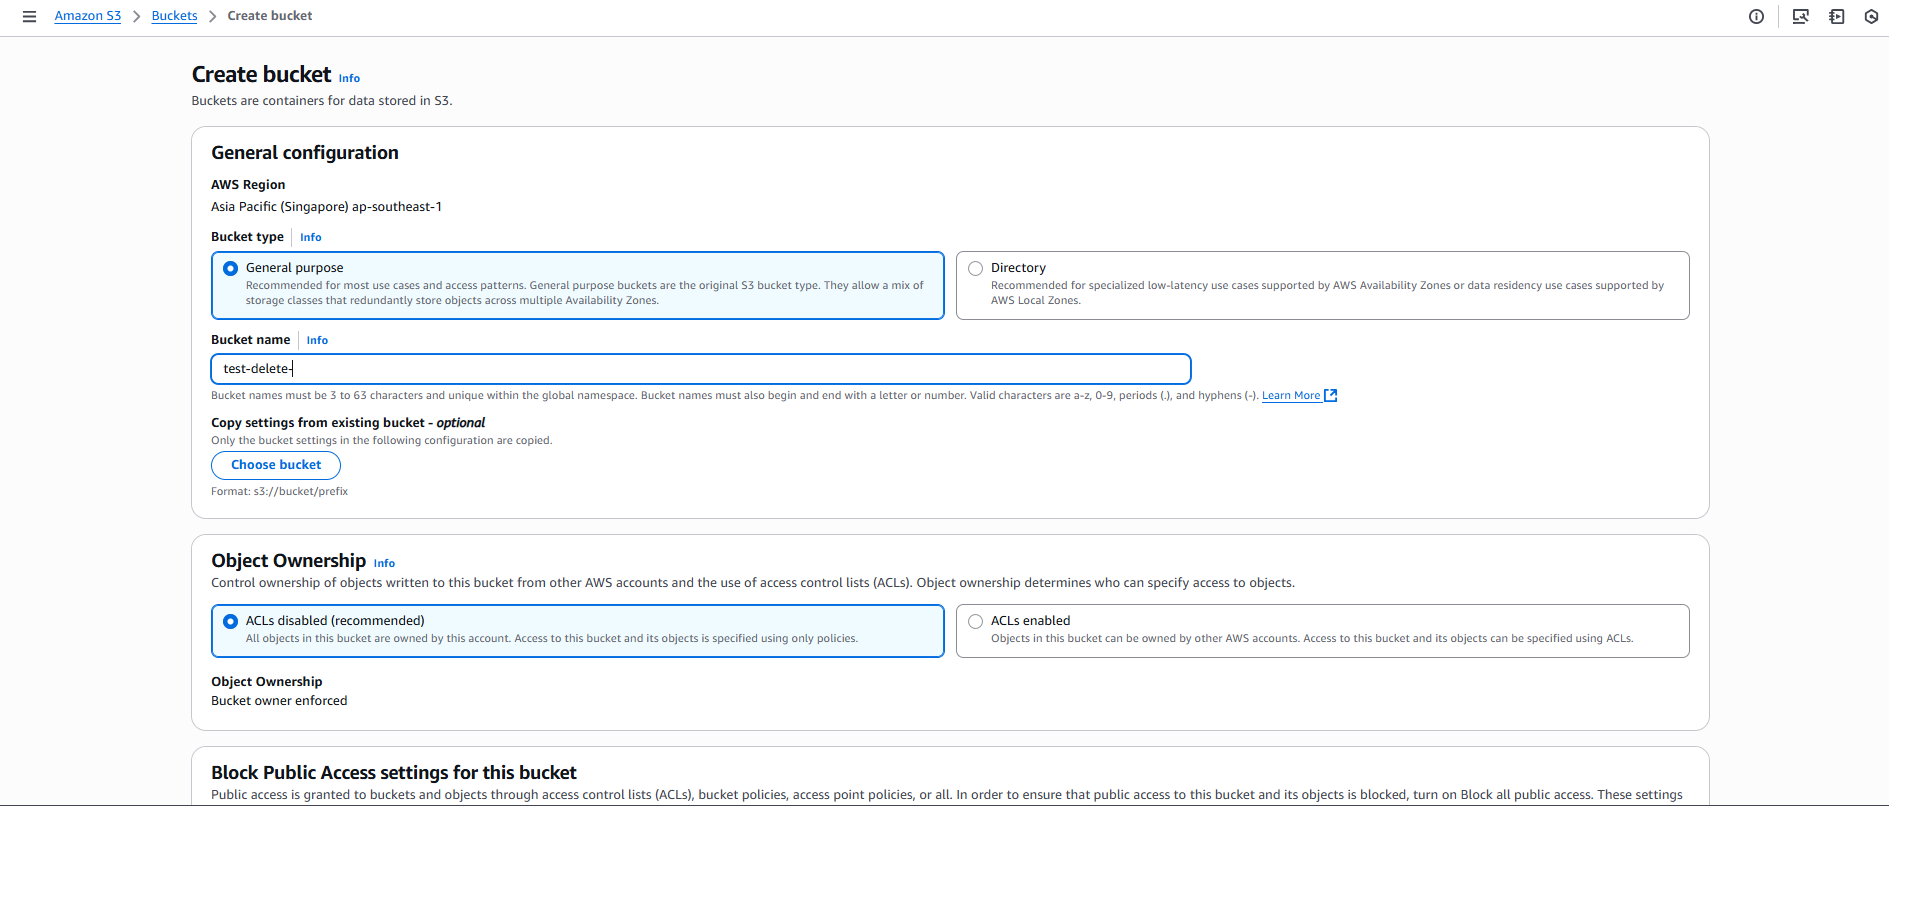 Amazon S3 > Buckets > Create bucket
Create bucket Info
Buckets are containers for data stored in S3.
General configuration
AWS Region
Asia Pacific (Singapore) ap-southeast-1
Bucket type Info
General purpose
Recommended for most use cases and access patterns. General purpose buckets are the original S3 bucket type. They allow a mix of
storage classes that redundantly store objects across multiple Availability Zones.
Directory
Recommended for specialized low-latency use cases supported by AWS Availability Zones or data residency use cases supported by
AWS Local Zones.
Bucket name Info
test-delete-
Bucket names must be 3 to 63 characters and unique within the global namespace. Bucket names must also begin and end with a letter or number. Valid characters are a-z, 0-9, periods (.), and hyphens (-). Learn More
Copy settings from existing bucket - optional
Only the bucket settings in the following configuration are copied.
Choose bucket
Format: s3://bucket/prefix
Object Ownership Info
Control ownership of objects written to this bucket from other AWS accounts and the use of access control lists (ACLs). Object ownership determines who can specify access to objects.
ACLs disabled (recommended)
All objects in this bucket are owned by this account. Access to this bucket and its objects is specified using only policies.
ACLs enabled
Objects in this bucket can be owned by other AWS accounts. Access to this bucket and its objects can be specified using ACLs.
Object Ownership
Bucket owner enforced
Block Public Access settings for this bucket
Public access is granted to buckets and objects through access control lists (ACLs), bucket policies, access point policies, or all. In order to ensure that public access to this bucket and its objects is blocked, turn on Block all public access. These settings